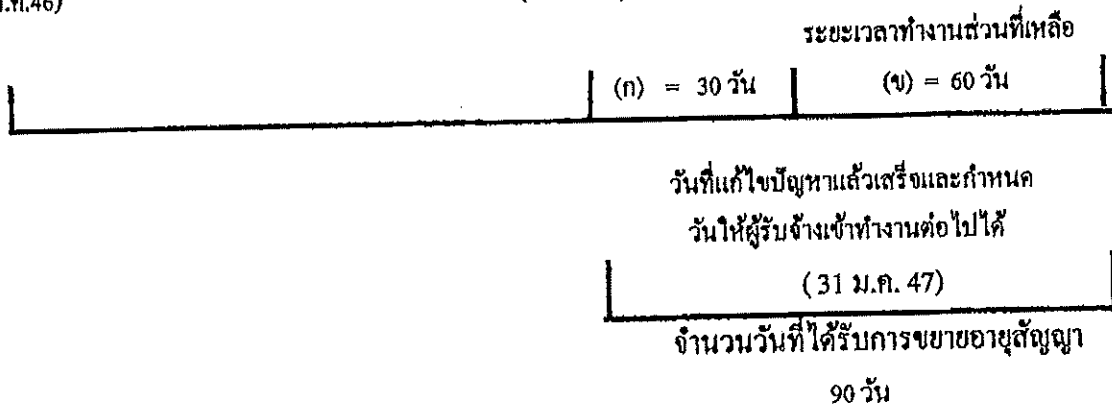 ระยะเวลาทำงานส่วนที่เหลือ
(ก) = 30 วัน (ข) = 60 วัน
วันที่แก้ไขปัญหาแล้วเสร็จและกำหนด
วันให้ผู้รับจ้างเข้าทำงานต่อไปได้
(31 ม.ค. 47)
จำนวนวันที่ได้รับการขยายอายุสัญญา
90 วัน